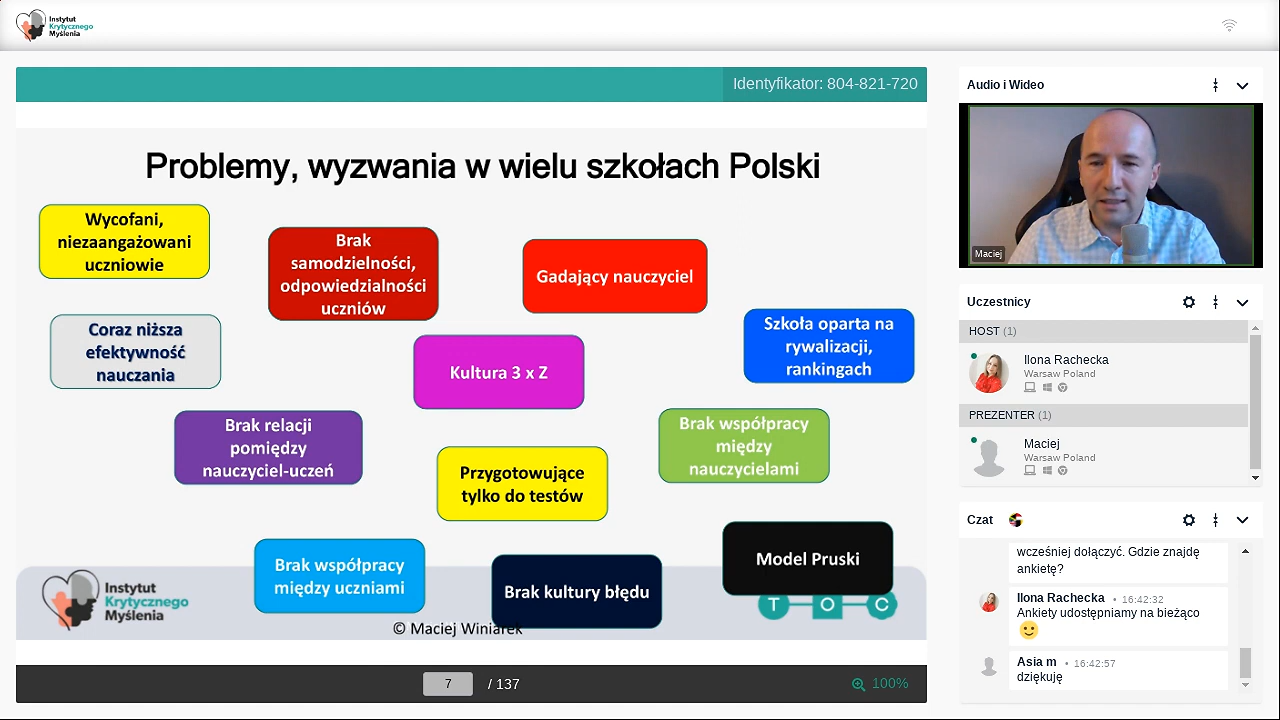 Instytut
Krytycznego
Myślenia
Identyfikator: 804-821-720
Problemy, wyzwania w wielu szkołach Polski
Wycofani,
niezaangażowani
uczniowie
Brak
samodzielności,
odpowiedzialności
uczniów
Gadający nauczyciel
Coraz niższa
efektywność
nauczania
Kultura 3 x Z
Szkoła oparta na
rywalizacji,
rankingach
Brak relacji
pomiędzy
nauczyciel-uczeń
Przygotowujące
tylko do testów
Brak współpracy
między
nauczycielami
Brak współpracy
między uczniami
Brak kultury błędu
Model Pruski
Instytut
Krytycznego
Myślenia
T O C
© Maciej Winiarek
7 / 137
100%
Audio i Wideo
Maciej
Uczestnicy
HOST (1)
Ilona Rachecka
Warsaw Poland
PREZENTER (1)
Maciej
Warsaw Poland
Czat
wcześniej dołączyć. Gdzie znajdę
ankietę?
Ilona Rachecka • 16:42:32
Ankiety udostępniamy na bieżąco
Asia m • 16:42:57
dziękuję